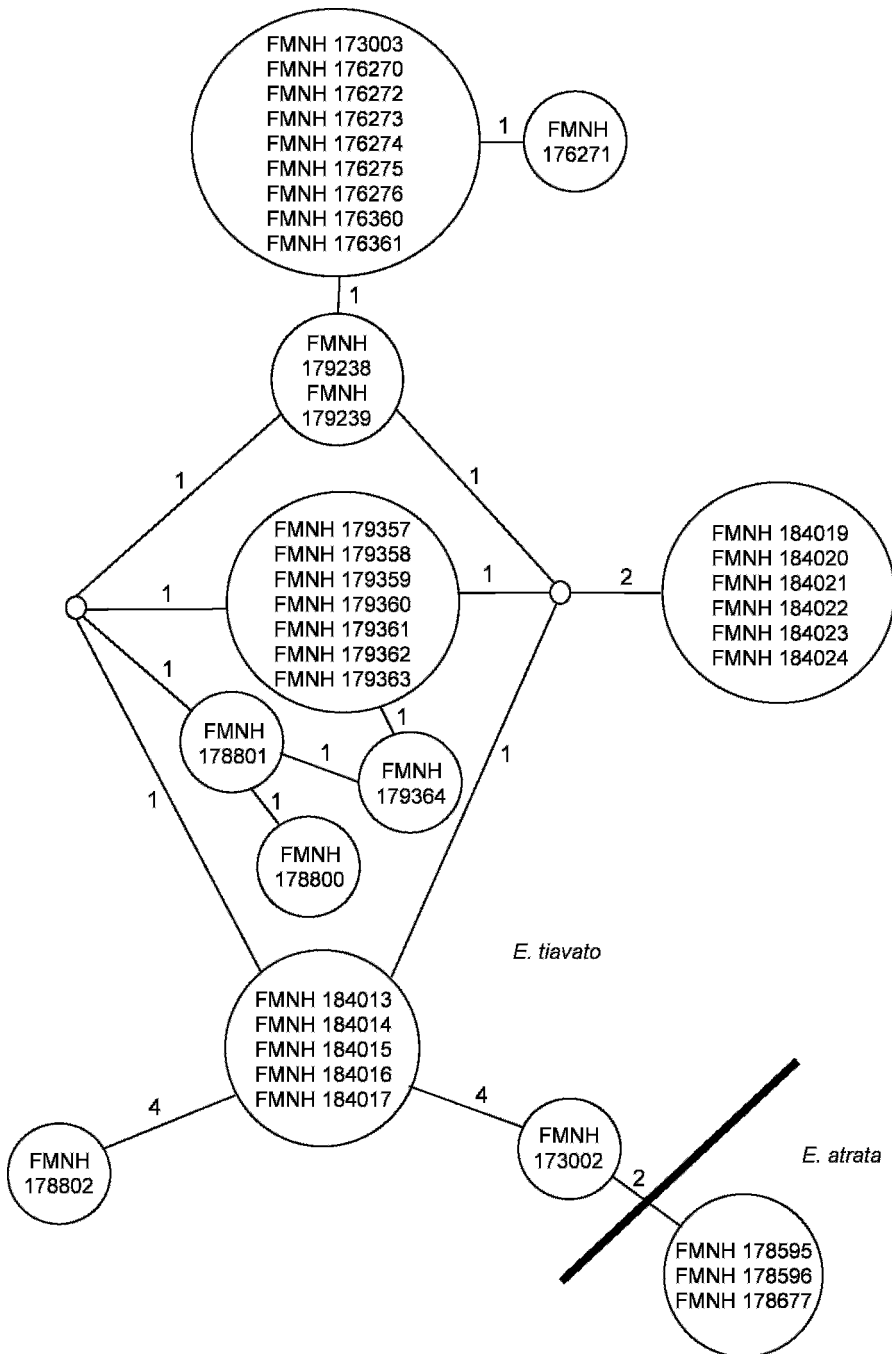 FMNH 173003
FMNH 176270
FMNH 176272
FMNH 176273
FMNH 176274
FMNH 176275
FMNH 176276
FMNH 176360
FMNH 176361
1
FMNH
176271
1
FMNH
179238
FMNH
179239
1
1
FMNH 179357
FMNH 179358
FMNH 179359
FMNH 179360
FMNH 179361
FMNH 179362
FMNH 179363
1
1
2
FMNH 184019
FMNH 184020
FMNH 184021
FMNH 184022
FMNH 184023
FMNH 184024
1
FMNH
178801
1
1
FMNH
179364
1
FMNH
178800
1
1
E. tiavato
FMNH 184013
FMNH 184014
FMNH 184015
FMNH 184016
FMNH 184017
4
FMNH
178802
4
FMNH
173002
2
E. atrata
FMNH 178595
FMNH 178596
FMNH 178677